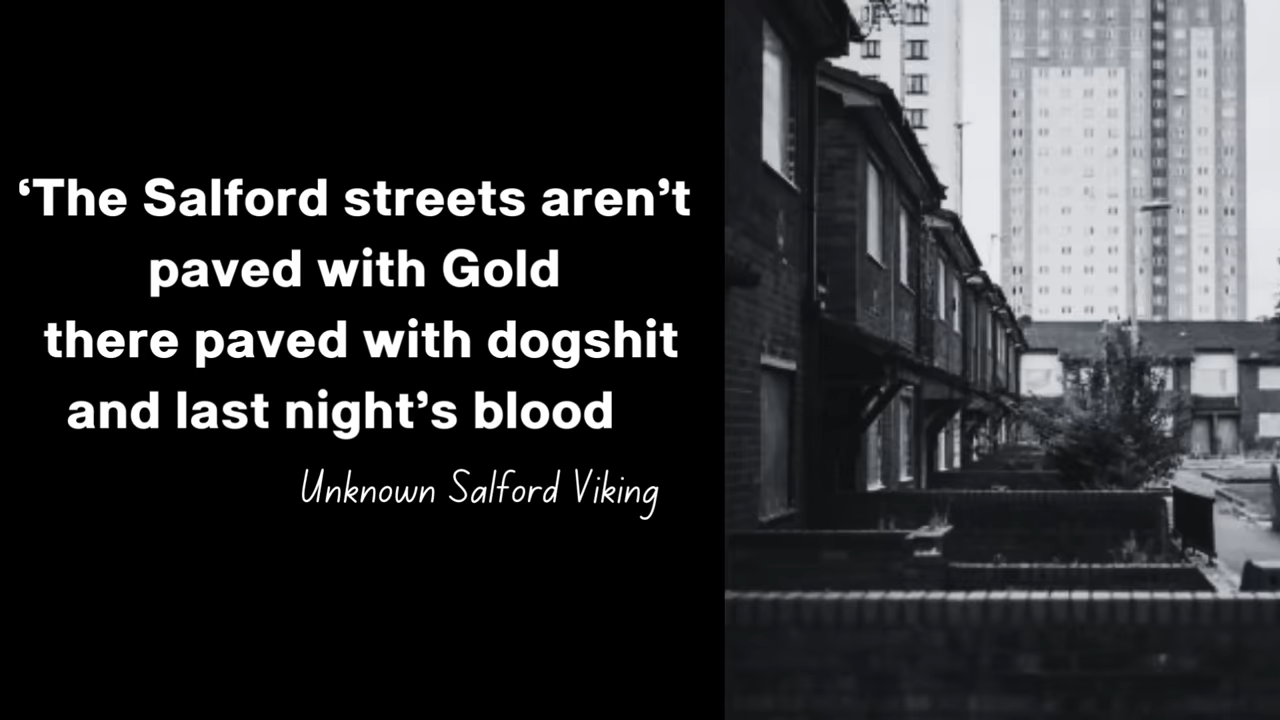 ‘The Salford streets aren’t
paved with Gold
there paved with dogshit
and last night’s blood
Unknown Salford Viking